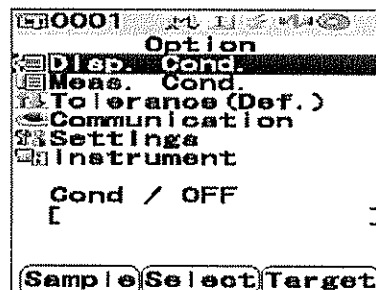 0001
Option
Disp. Cond.
Meas. Cond.
Tolerance(Def.)
Communication
Settings
Instrument
Cond / OFF
[ ]
Sample Select Target